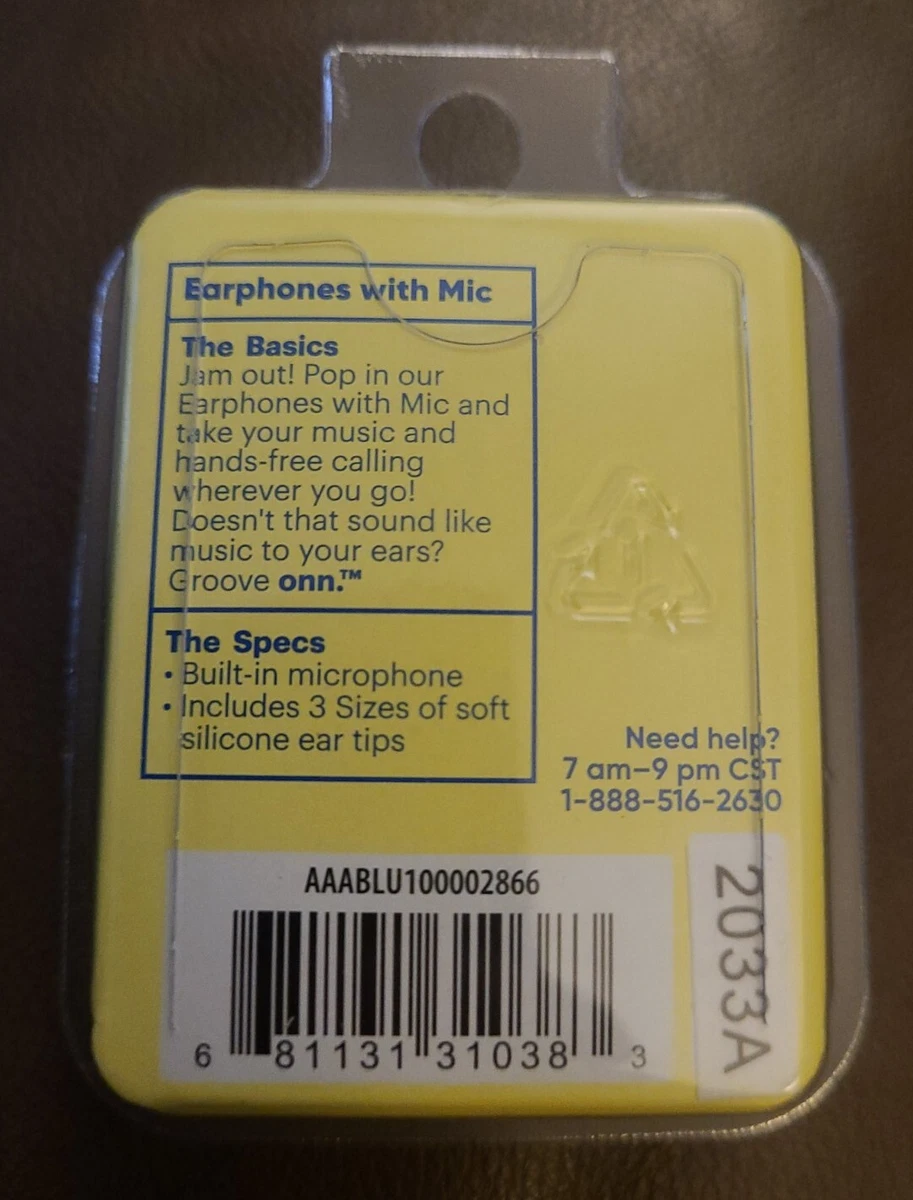 Earphones with Mic
The Basics
Jam out! Pop in our
Earphones with Mic and
take your music and
hands-free calling
wherever you go!
Doesn't that sound like
music to your ears?
Groove onn.™
The Specs
• Built-in microphone
• Includes 3 Sizes of soft
silicone ear tips
Need help?
7 am–9 pm CST
1-888-516-2630
AAABLU100002866
6 81131 31038 3
2033A